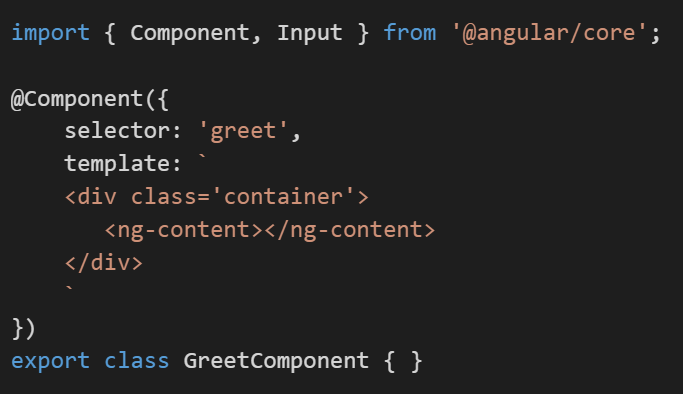 import { Component, Input } from '@angular/core';
@Component({
    selector: 'greet',
    template: `
    <div class='container'>
       <ng-content></ng-content>
    </div>
    `
})
export class GreetComponent { }